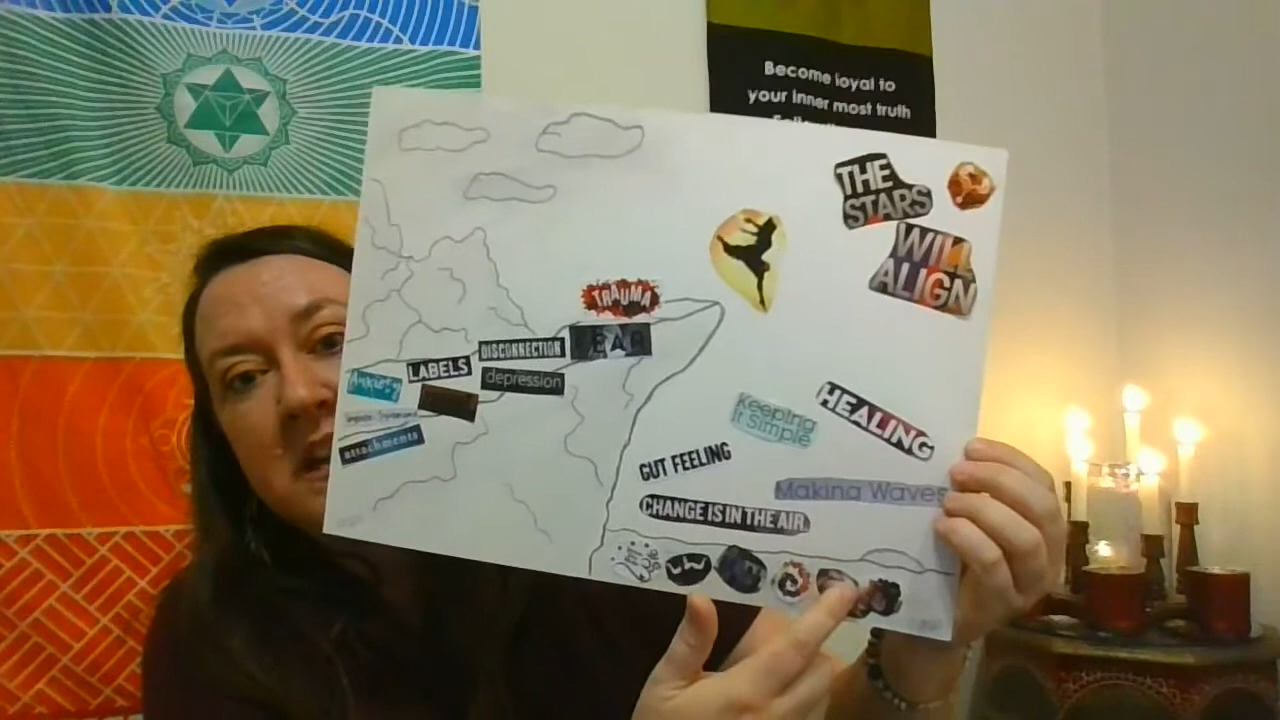 Become loyal to
your inner most truth
THE
STARS
WILL
ALIGN
TRAUMA
FEAR
DISCONNECTION
LABELS
depression
Anxiety
attachments
Keeping
It Simple
HEALING
GUT FEELING
Making Waves
CHANGE IS IN THE AIR